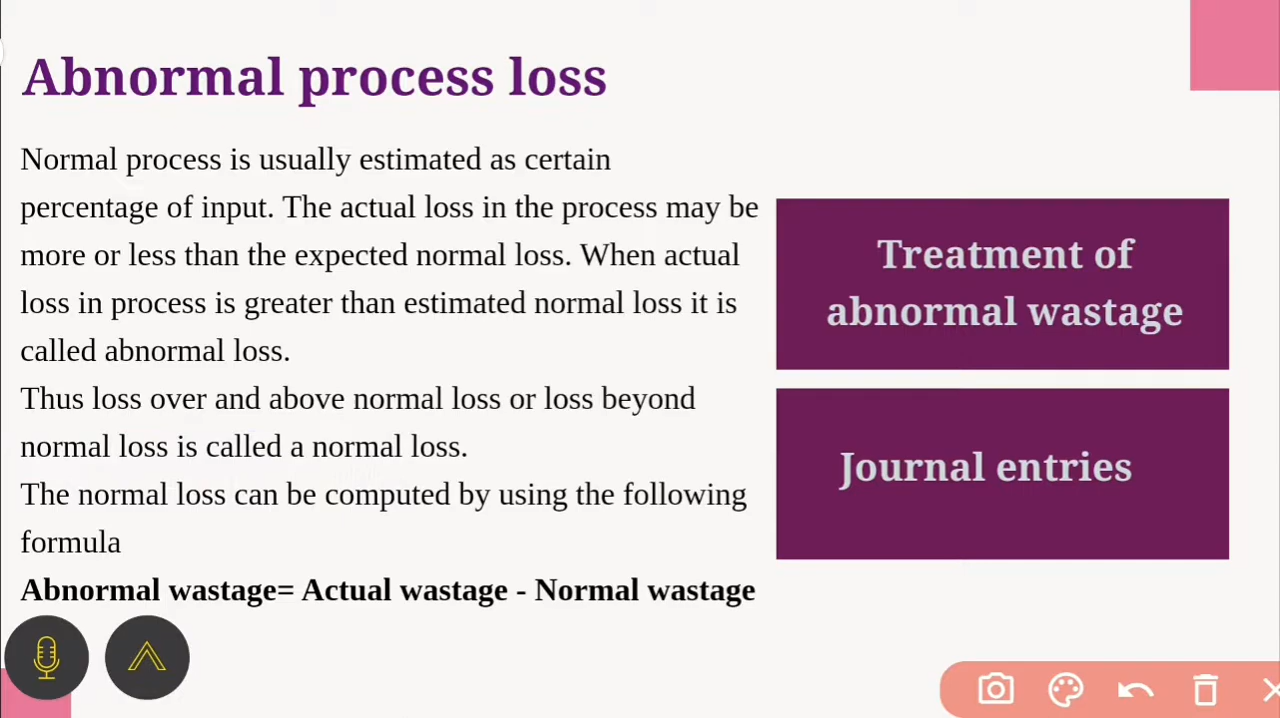 Abnormal process loss
Normal process is usually estimated as certain
percentage of input. The actual loss in the process may be
more or less than the expected normal loss. When actual
loss in process is greater than estimated normal loss it is
called abnormal loss.
Thus loss over and above normal loss or loss beyond
normal loss is called a normal loss.
The normal loss can be computed by using the following
formula
Abnormal wastage= Actual wastage - Normal wastage
Treatment of
abnormal wastage
Journal entries